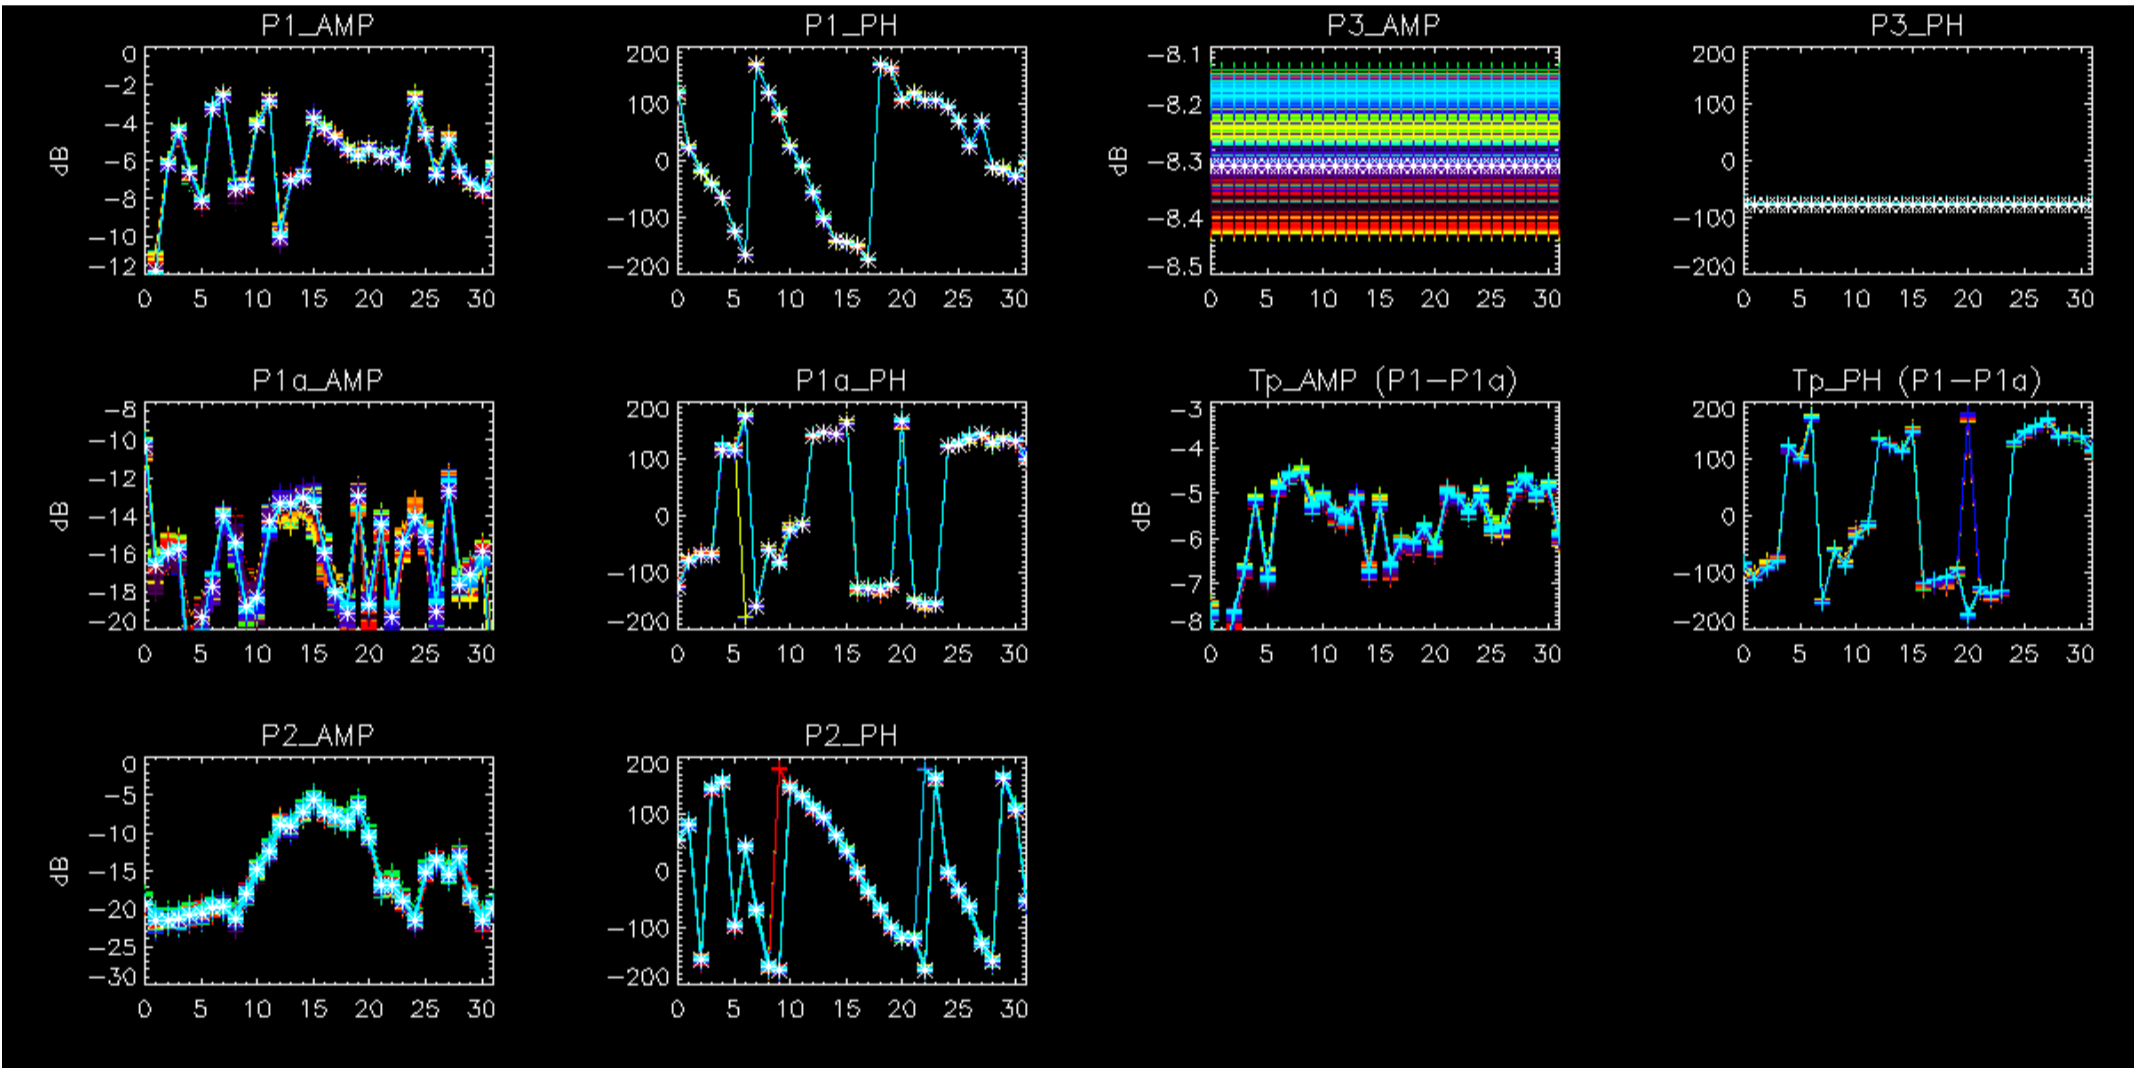 P1_AMP P1_PH P3_AMP P3_PH
0 200 −8.1 200
−2
100 −8.2 100
−4
dB −6 0 dB −8.3 0
−8
−100 −8.4 −100
−10
−12 −200 −8.5 −200
0 5 10 15 20 25 30 0 5 10 15 20 25 30 0 5 10 15 20 25 30 0 5 10 15 20 25 30
P1a_AMP P1a_PH Tp_AMP (P1−P1a) Tp_PH (P1−P1a)
−8 200 −3 200
−10
−4
−12 100 100
−5
dB −14 0 dB 0
−6
−16
−100 −7 −100
−18
−20 −200 −8 −200
0 5 10 15 20 25 30 0 5 10 15 20 25 30 0 5 10 15 20 25 30 0 5 10 15 20 25 30
P2_AMP P2_PH
0 200
−5
100
−10
dB −15 0
−20
−100
−25
−30 −200
0 5 10 15 20 25 30 0 5 10 15 20 25 30